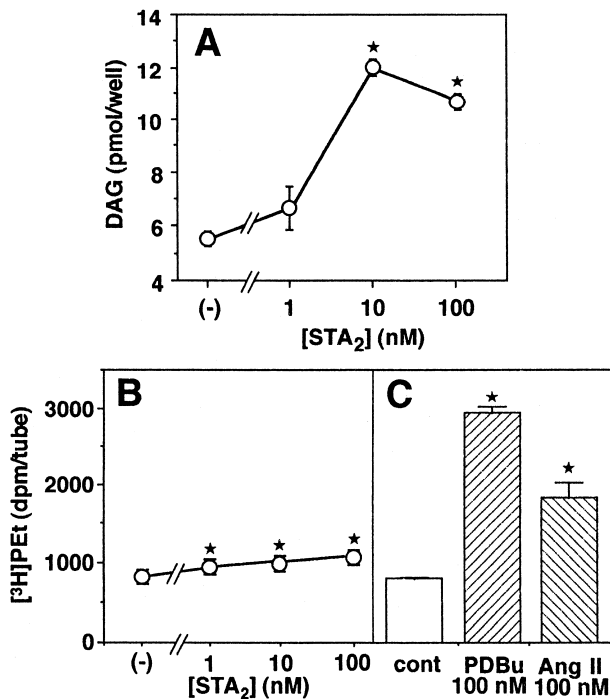 A
14
12
10
8
6
4
DAG (pmol/well)
★
★
(-) 1 10 100
[STA₂] (nM)
B
C
3000
2000
1000
0
[³H]PEt (dpm/tube)
★ ★ ★
★
★
(-) 1 10 100
[STA₂] (nM)
cont PDBu Ang II
100 nM 100 nM